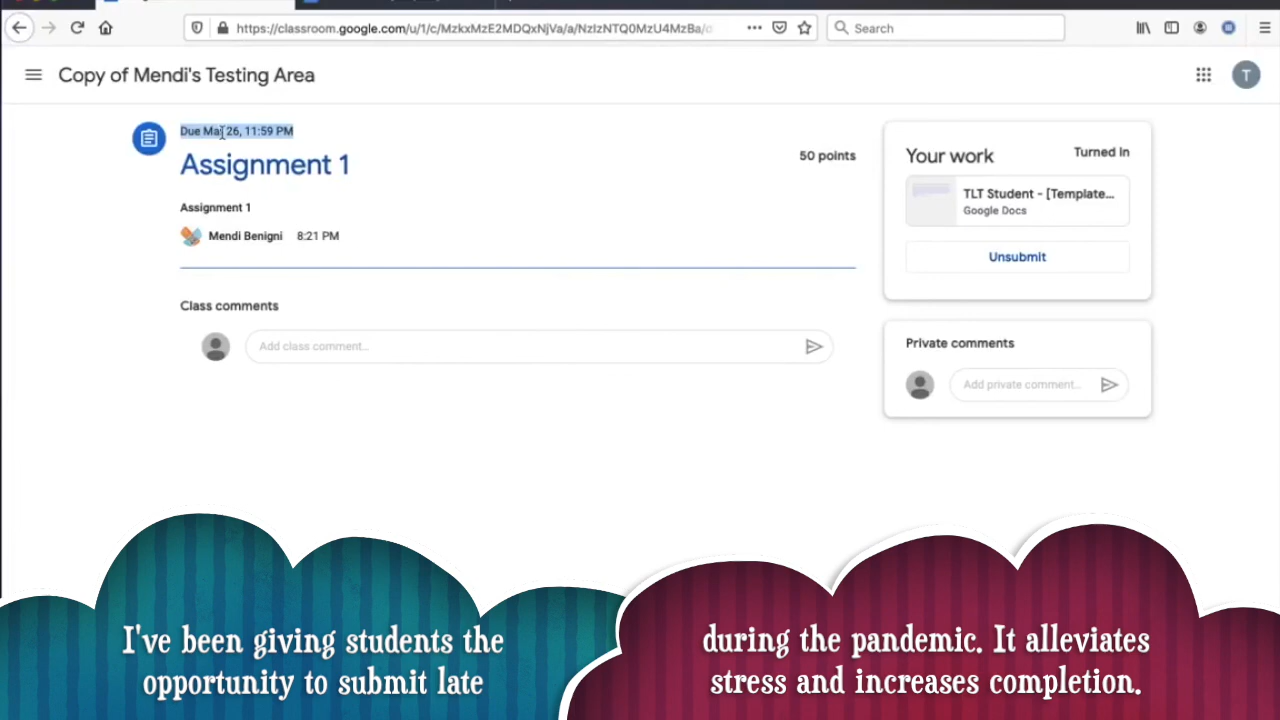 https://classroom.google.com/u/1/c/MzkxMzE2MDQxNjVa/a/NzIzNTQ0MzU4MzBa/
Search
Copy of Mendi's Testing Area
T
Due May 26, 11:59 PM
Assignment 1
50 points
Assignment 1
Mendi Benigni 8:21 PM
Class comments
Add class comment...
Your work
Turned in
TLT Student - [Template...
Google Docs
Unsubmit
Private comments
Add private comment...
I've been giving students the
opportunity to submit late
during the pandemic. It alleviates
stress and increases completion.